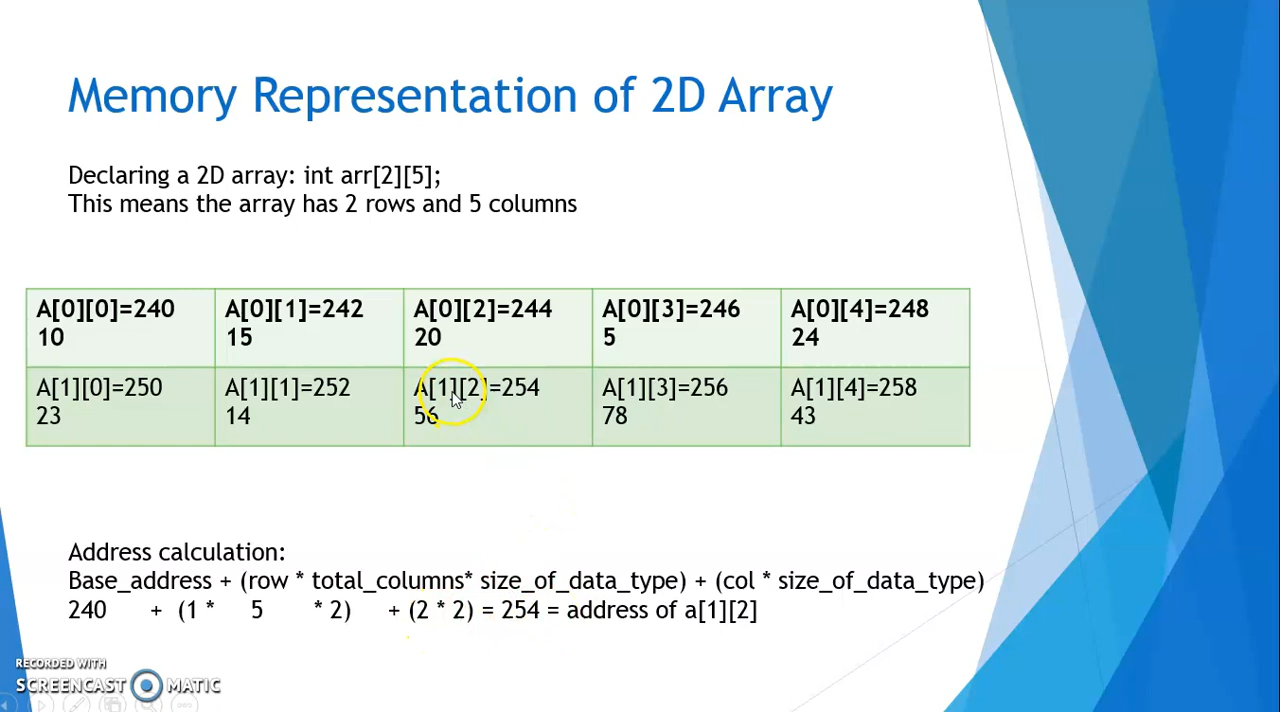 Memory Representation of 2D Array
Declaring a 2D array: int arr[2][5];
This means the array has 2 rows and 5 columns
A[0][0]=240 A[0][1]=242 A[0][2]=244 A[0][3]=246 A[0][4]=248
10 15 20 5 24
A[1][0]=250 A[1][1]=252 A[1][2]=254 A[1][3]=256 A[1][4]=258
23 14 56 78 43
Address calculation:
Base_address + (row * total_columns* size_of_data_type) + (col * size_of_data_type)
240 + (1 * 5 * 2) + (2 * 2) = 254 = address of a[1][2]
RECORDED WITH
SCREENCAST MATIC